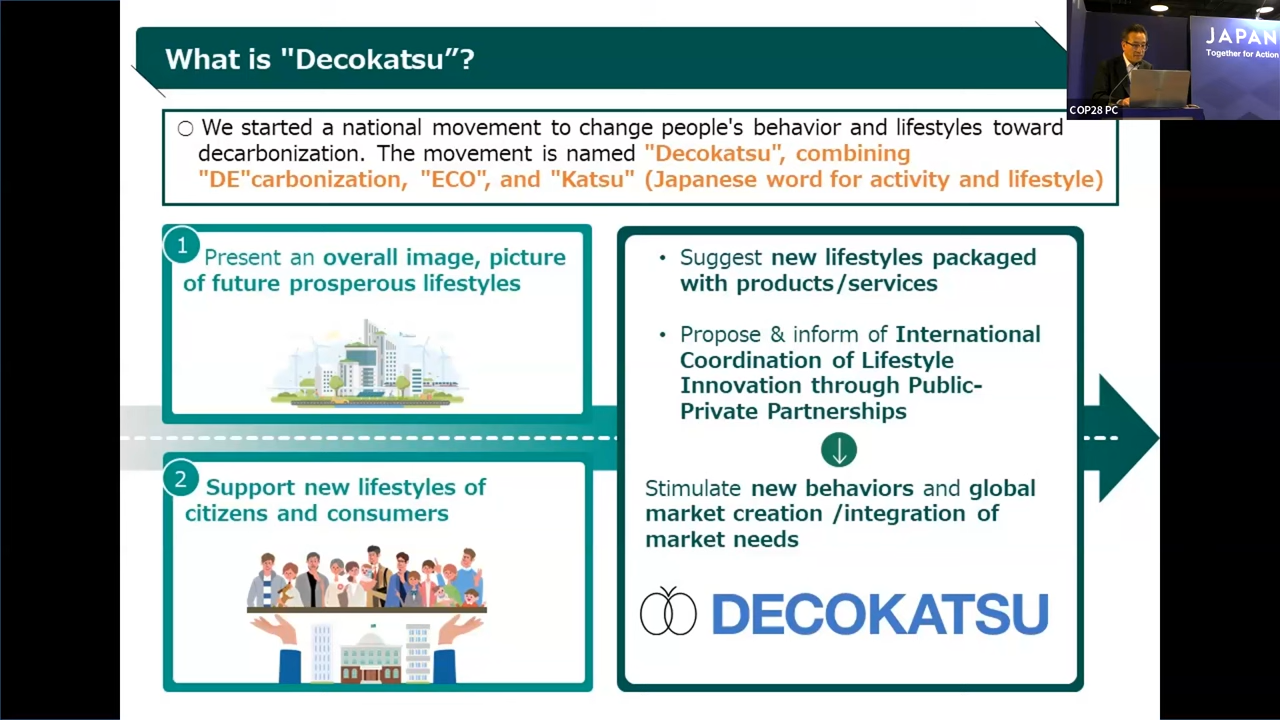 What is "Decokatsu”?
JAPAN
Together for Action
COP28 PC
○ We started a national movement to change people's behavior and lifestyles toward
decarbonization. The movement is named "Decokatsu", combining
"DE"carbonization, "ECO", and "Katsu" (Japanese word for activity and lifestyle)
1
Present an overall image, picture
of future prosperous lifestyles
2
Support new lifestyles of
citizens and consumers
• Suggest new lifestyles packaged
with products/services
• Propose & inform of International
Coordination of Lifestyle
Innovation through Public-
Private Partnerships
↓
Stimulate new behaviors and global
market creation /integration of
market needs
DECOKATSU